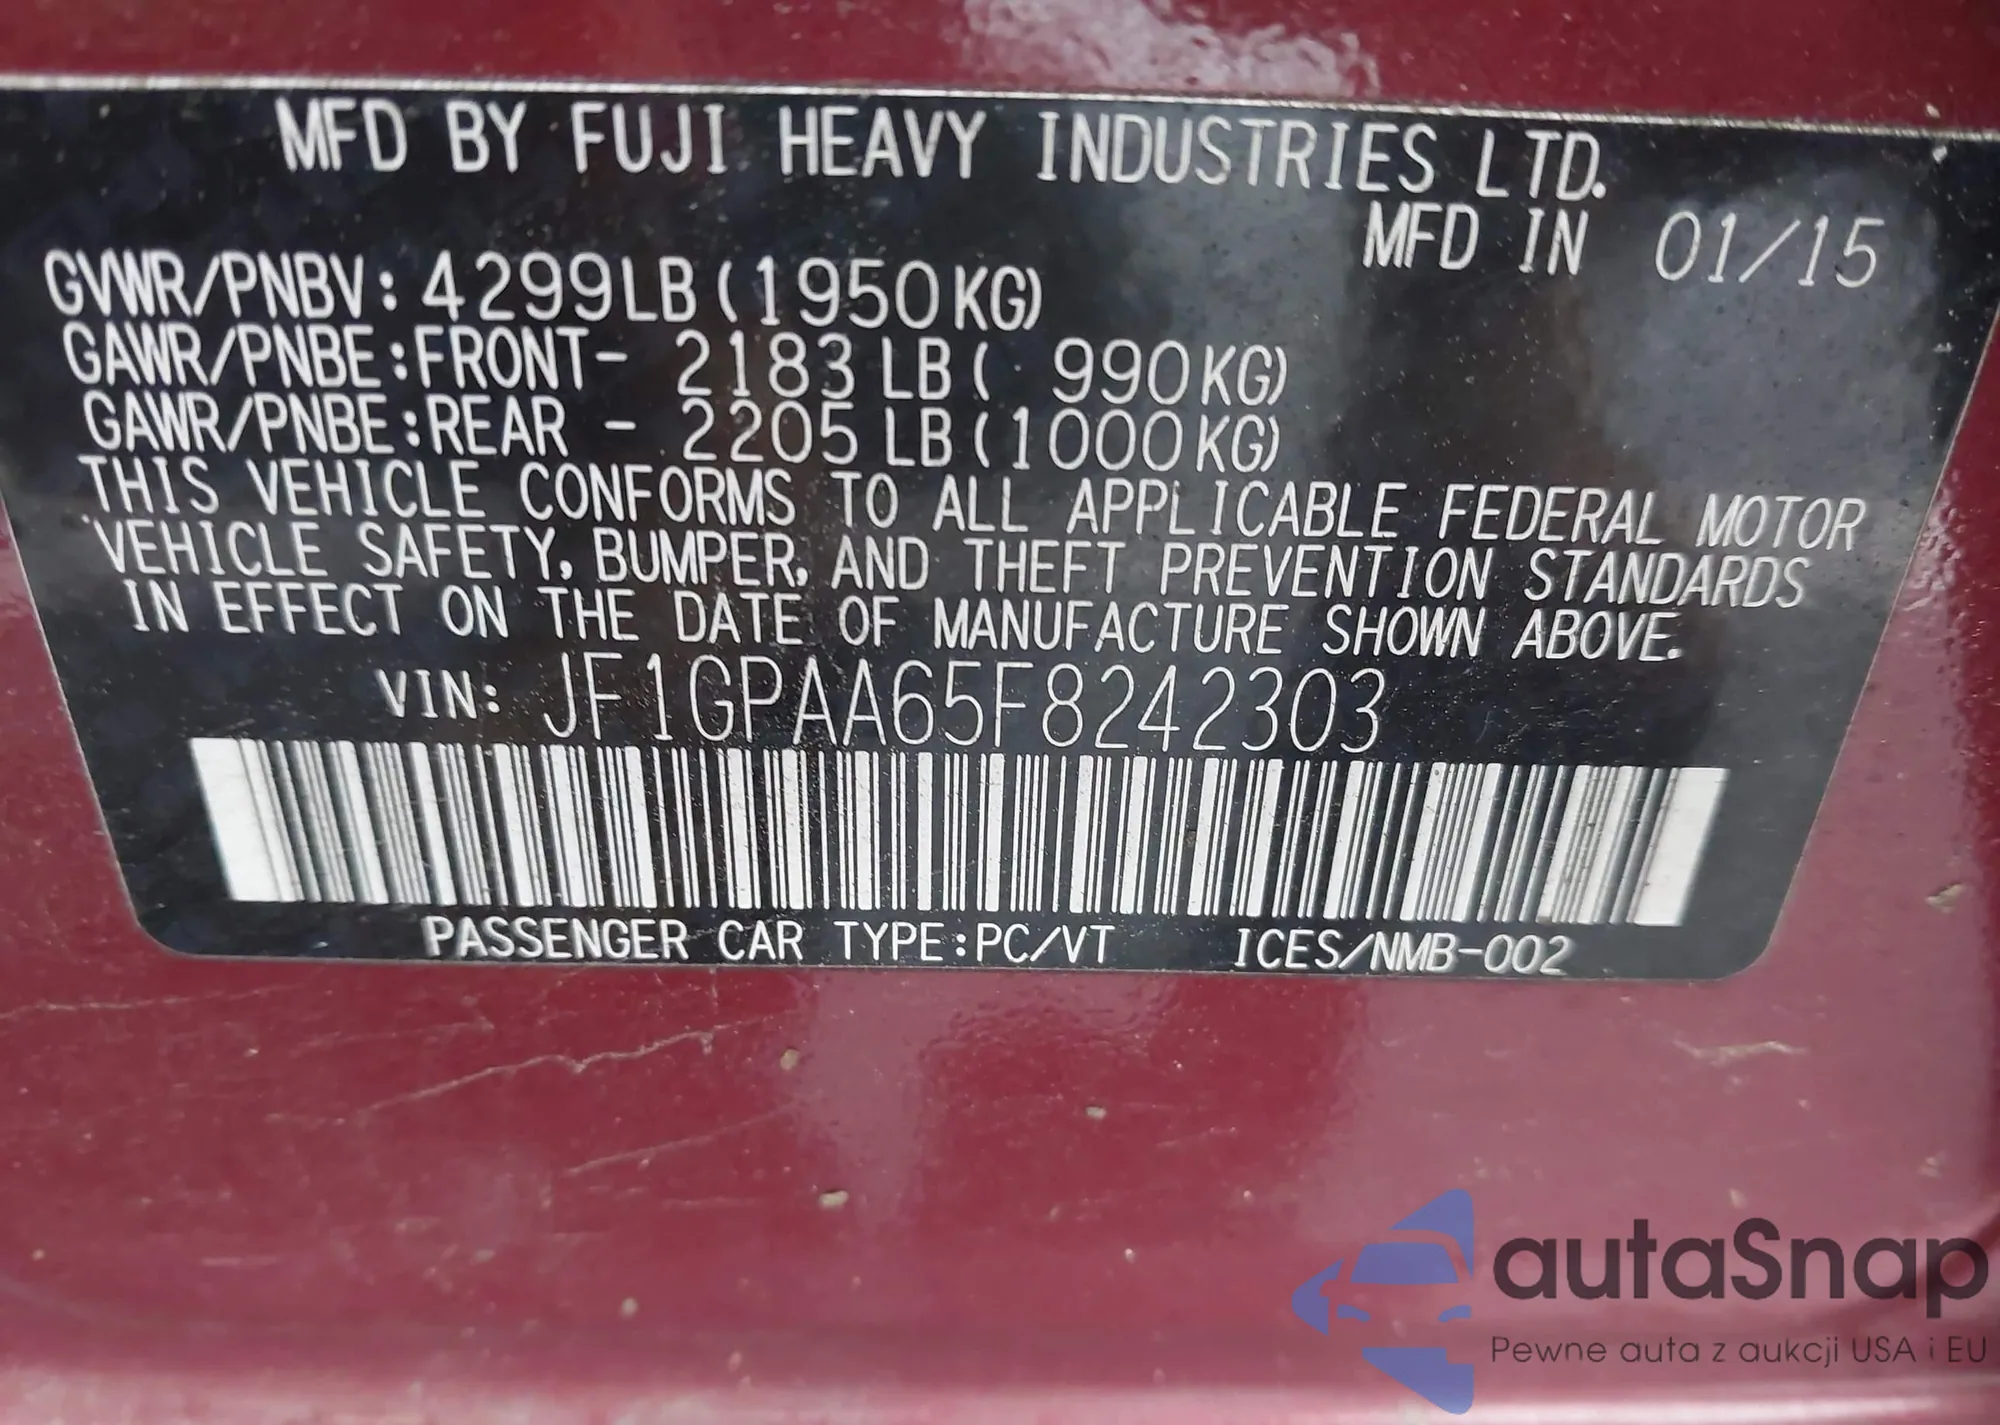 MFD BY FUJI HEAVY INDUSTRIES LTD.
MFD IN 01/15
GVWR/PNBV: 4299LB(1950KG)
GAWR/PNBE:FRONT- 2183LB( 990KG)
GAWR/PNBE:REAR - 2205LB(1000KG)
THIS VEHICLE CONFORMS TO ALL APPLICABLE FEDERAL MOTOR
VEHICLE SAFETY, BUMPER, AND THEFT PREVENTION STANDARDS
IN EFFECT ON THE DATE OF MANUFACTURE SHOWN ABOVE.
VIN: JF1GPAA65F8242303
PASSENGER CAR TYPE:PC/VT ICES/NMB-002
autaSnap
Pewne auta z aukcji USA i EU